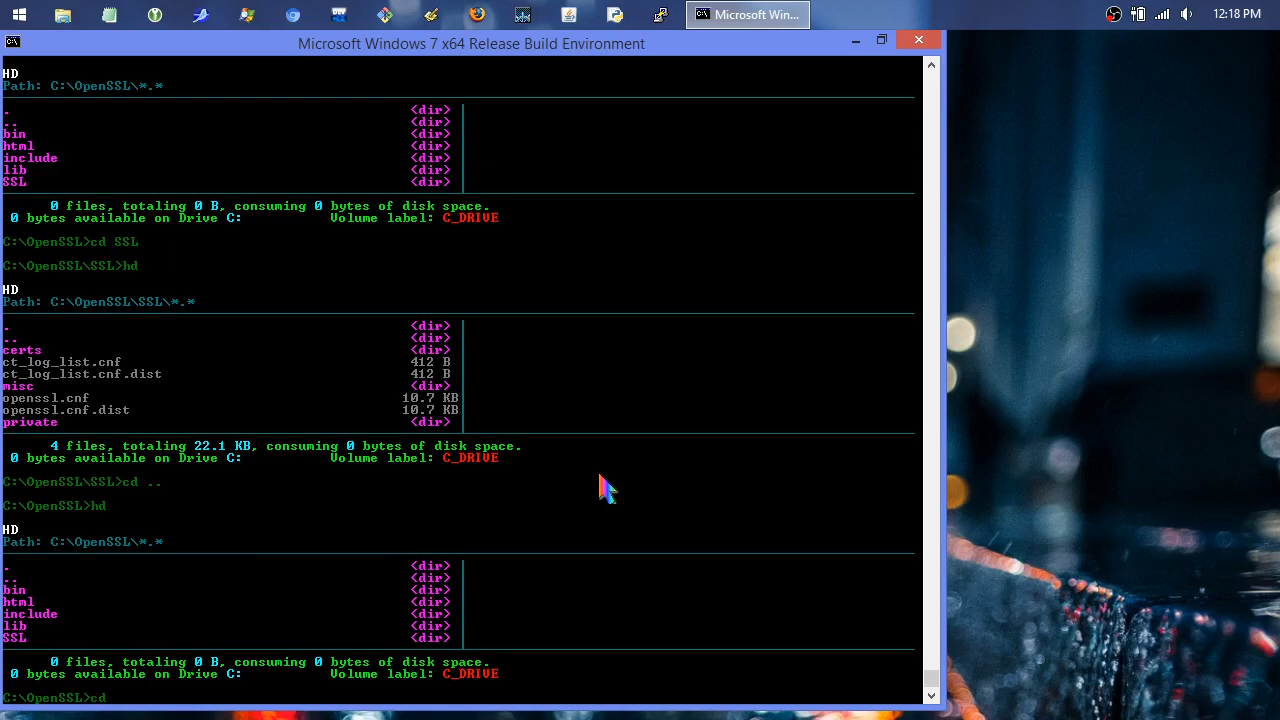 Microsoft Win...
12:18 PM
Microsoft Windows 7 x64 Release Build Environment
HD
Path: C:\OpenSSL\*.*
. <dir>
.. <dir>
bin <dir>
html <dir>
include <dir>
lib <dir>
SSL <dir>
0 files, totaling 0 B, consuming 0 bytes of disk space.
0 bytes available on Drive C: Volume label: C_DRIVE
C:\OpenSSL>cd SSL
C:\OpenSSL\SSL>hd
HD
Path: C:\OpenSSL\SSL\*.*
. <dir>
.. <dir>
certs <dir>
ct_log_list.cnf 412 B
ct_log_list.cnf.dist 412 B
misc <dir>
openssl.cnf 10.7 KB
openssl.cnf.dist 10.7 KB
private <dir>
4 files, totaling 22.1 KB, consuming 0 bytes of disk space.
0 bytes available on Drive C: Volume label: C_DRIVE
C:\OpenSSL\SSL>cd ..
C:\OpenSSL>hd
HD
Path: C:\OpenSSL\*.*
. <dir>
.. <dir>
bin <dir>
html <dir>
include <dir>
lib <dir>
SSL <dir>
0 files, totaling 0 B, consuming 0 bytes of disk space.
0 bytes available on Drive C: Volume label: C_DRIVE
C:\OpenSSL>cd